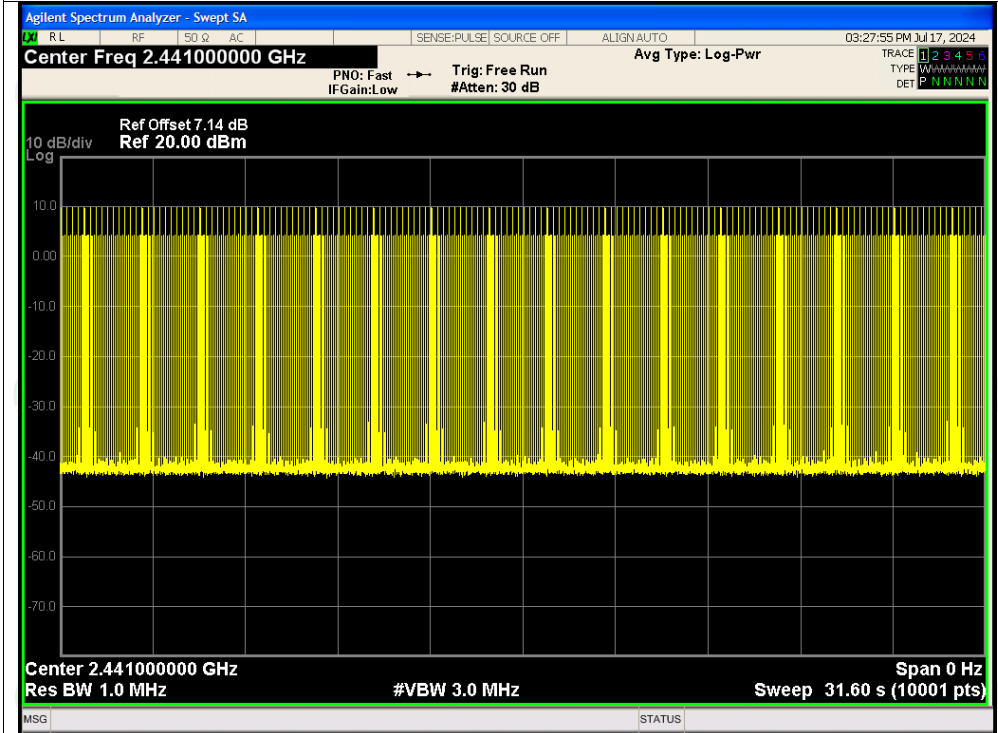 Agilent Spectrum Analyzer - Swept SA
LXI RL RF 50 Ω AC SENSE:PULSE SOURCE OFF ALIGNAUTO 03:27:55 PM Jul 17, 2024
Center Freq 2.441000000 GHz Avg Type: Log-Pwr TRACE 1 2 3 4 5 6
PNO: Fast Trig: Free Run TYPE WWWWWW
IFGain:Low #Atten: 30 dB DET P N N N N N
Ref Offset 7.14 dB
10 dB/div Ref 20.00 dBm
Log
10.0
0.00
-10.0
-20.0
-30.0
-40.0
-50.0
-60.0
-70.0
Center 2.441000000 GHz Span 0 Hz
Res BW 1.0 MHz #VBW 3.0 MHz Sweep 31.60 s (10001 pts)
MSG STATUS